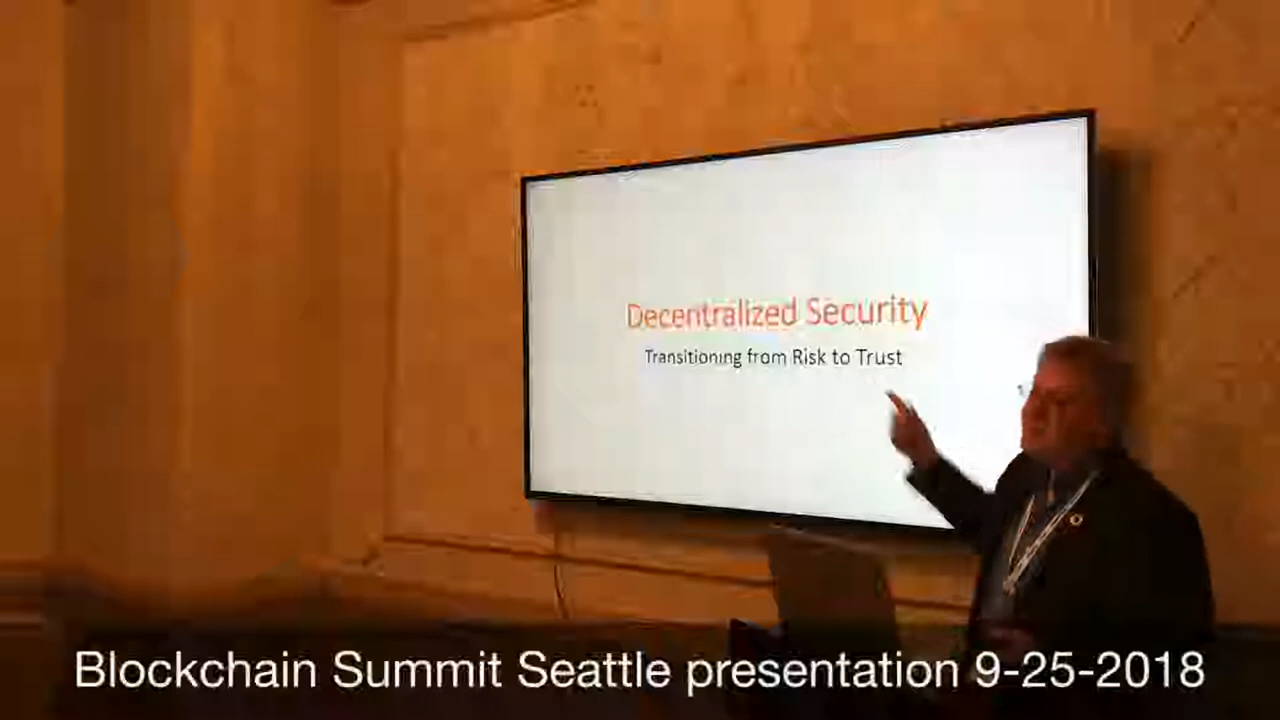 Decentralized Security
Transitioning from Risk to Trust
Blockchain Summit Seattle presentation 9-25-2018